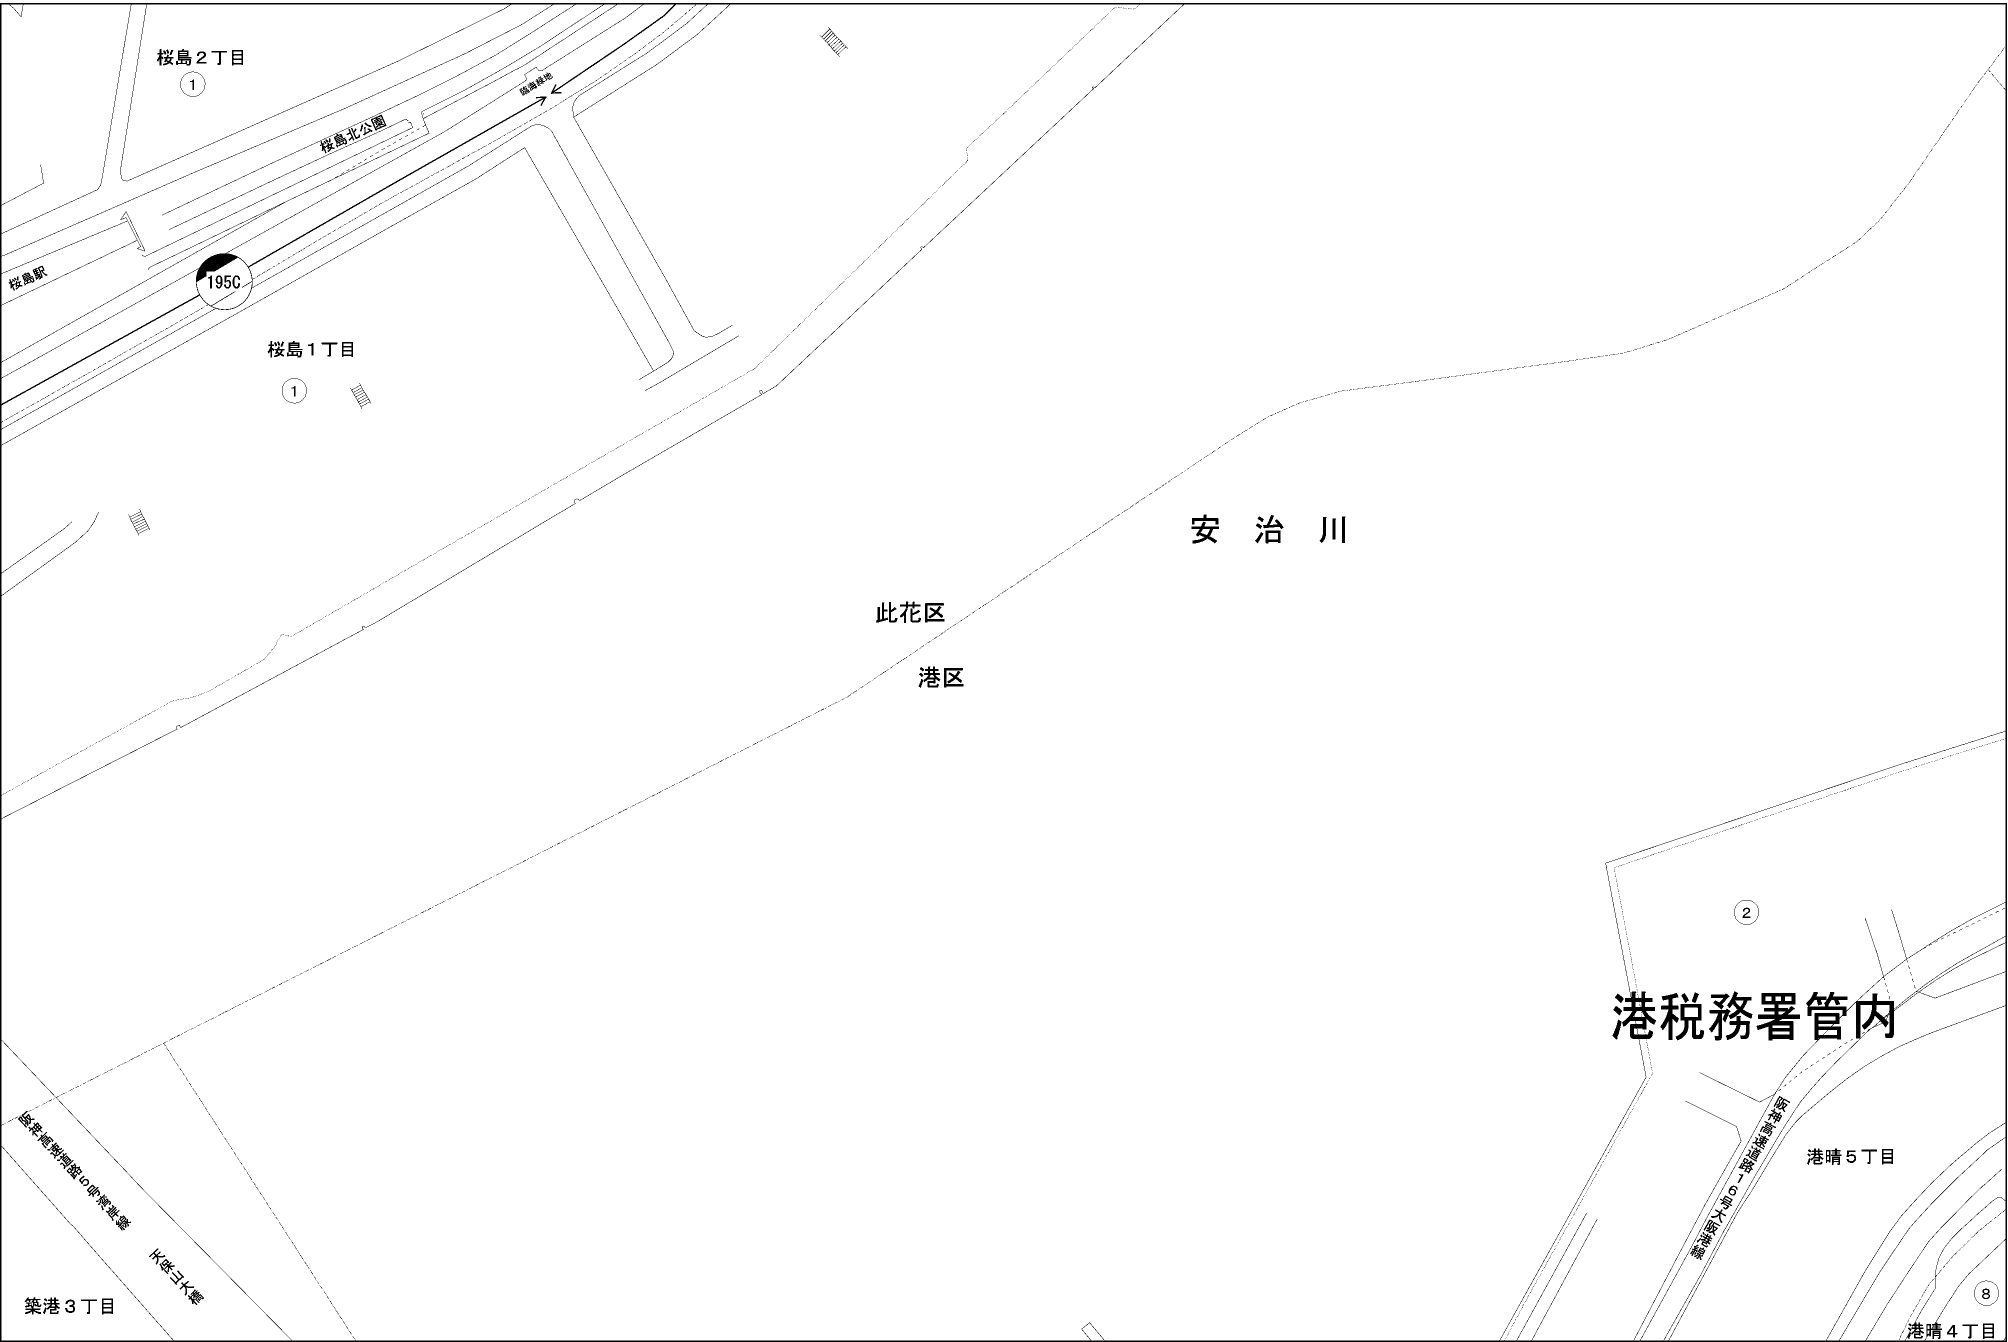 桜島２丁目
1
臨海緑地
桜島北公園
桜島駅
195C
桜島１丁目
1
安治川
此花区
港区
2
港税務署管内
阪神高速道路５号湾岸線
天保山大橋
築港３丁目
阪神高速道路１６号大阪港線
港晴５丁目
8
港晴４丁目